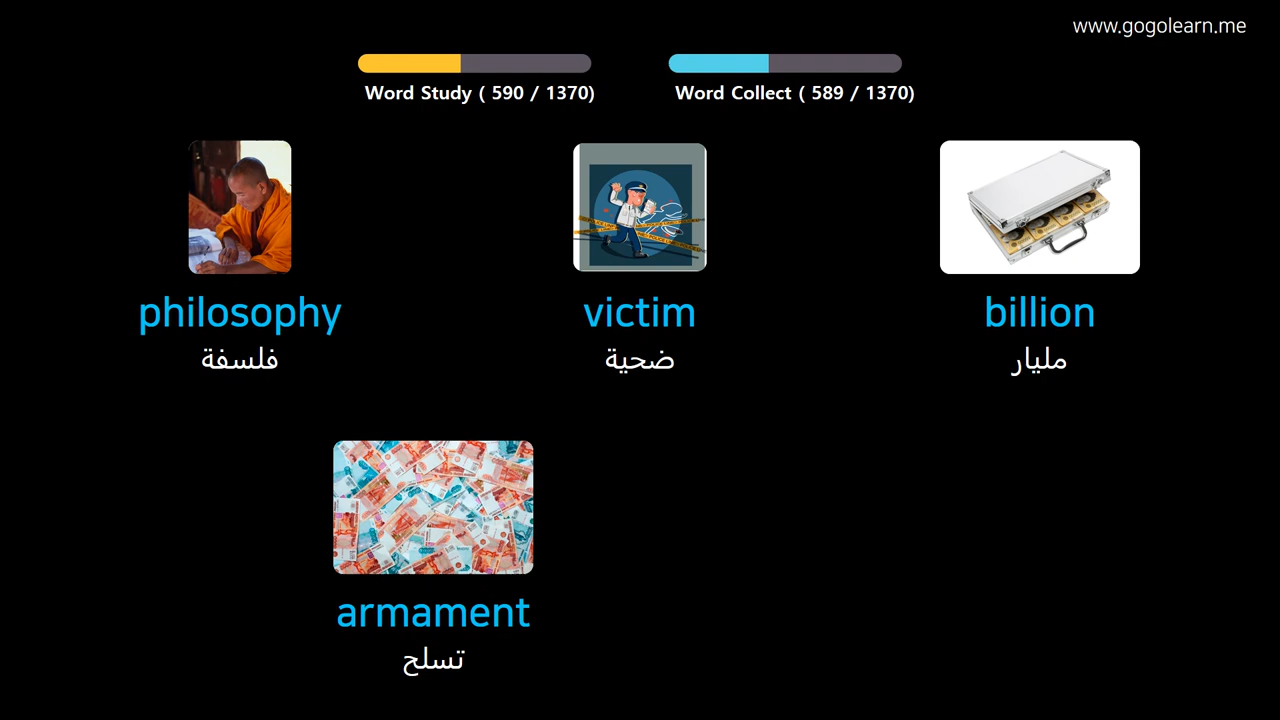 www.gogolearn.me
Word Study ( 590 / 1370)
Word Collect ( 589 / 1370)
philosophy
فلسفة
victim
ضحية
billion
مليار
armament
تسلح